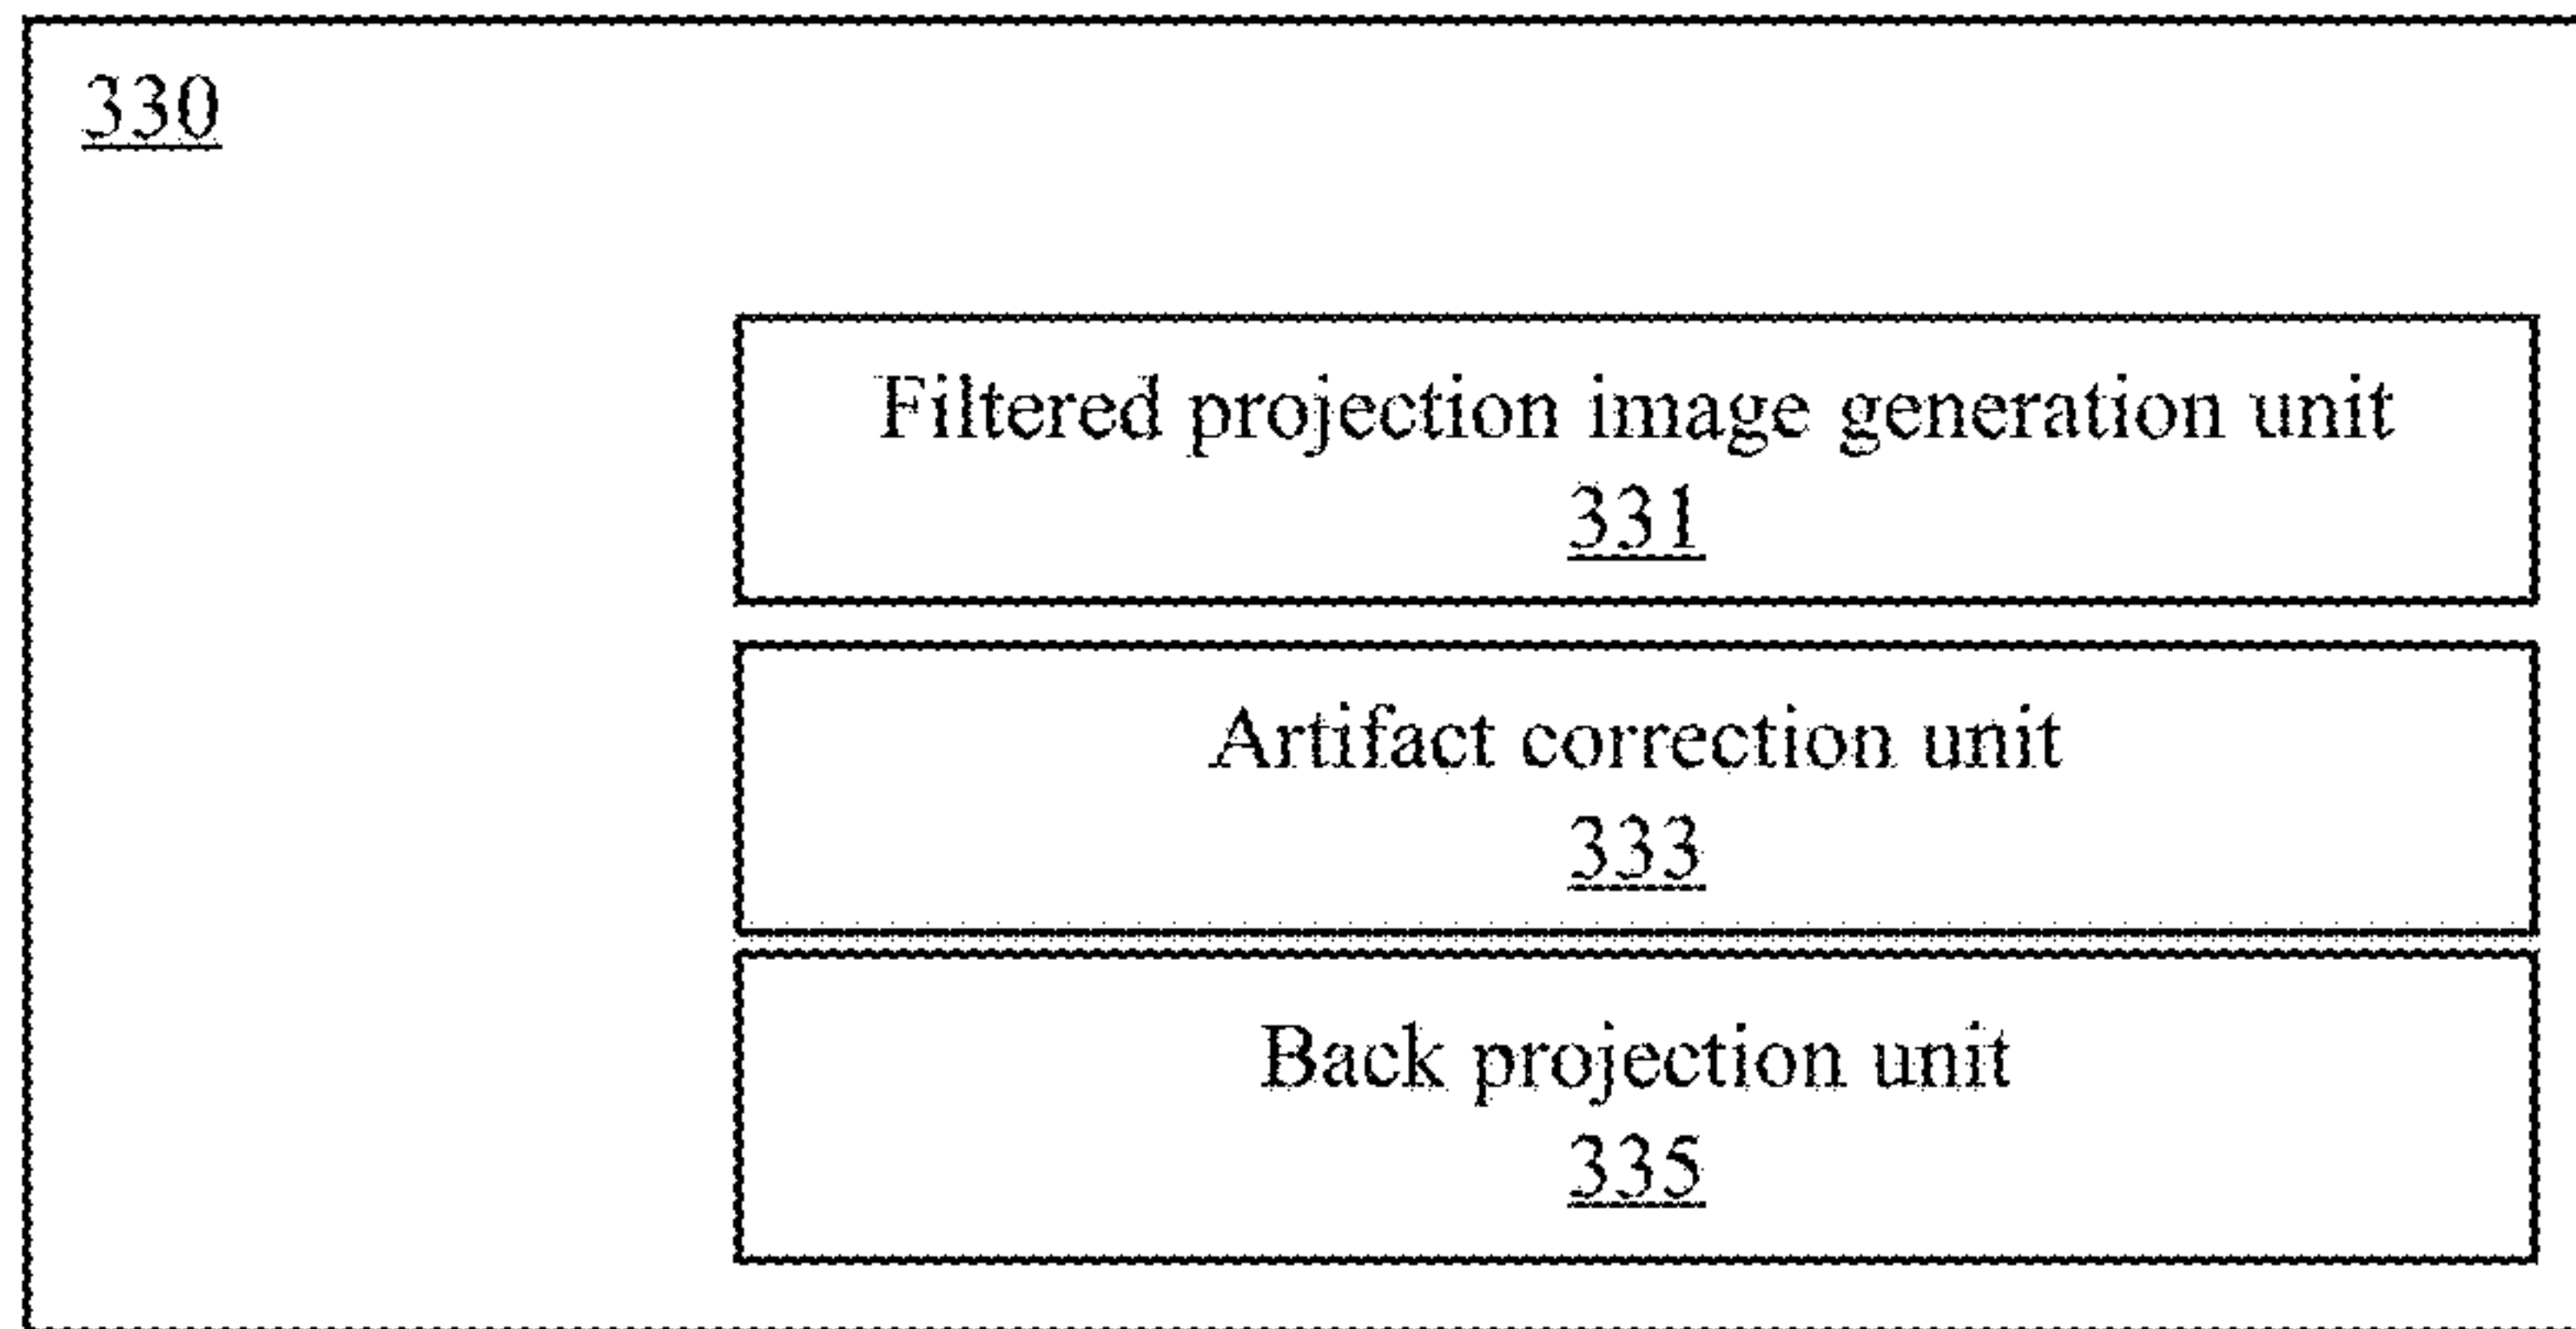 330
Filtered projection image generation unit
331
Artifact correction unit
333
Back projection unit
335